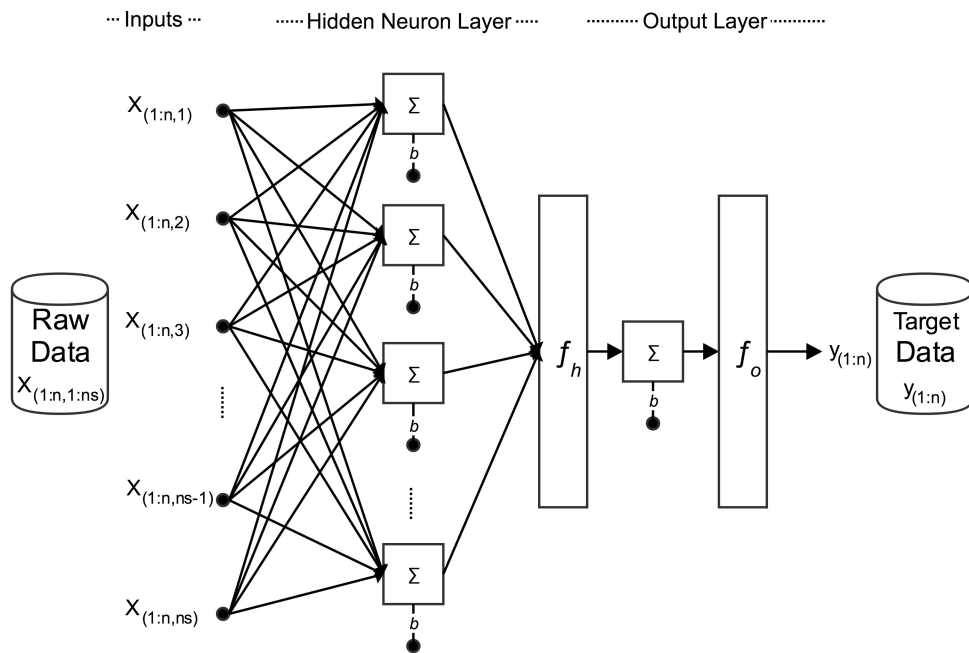 Inputs
Hidden Neuron Layer
Output Layer
X(1:n,1)
X(1:n,2)
X(1:n,3)
X(1:n,ns-1)
X(1:n,ns)
Raw
Data
X(1:n,1:ns)
Σ
b
Σ
b
Σ
b
Σ
b
fh
Σ
b
fo
y(1:n)
Target
Data
y(1:n)